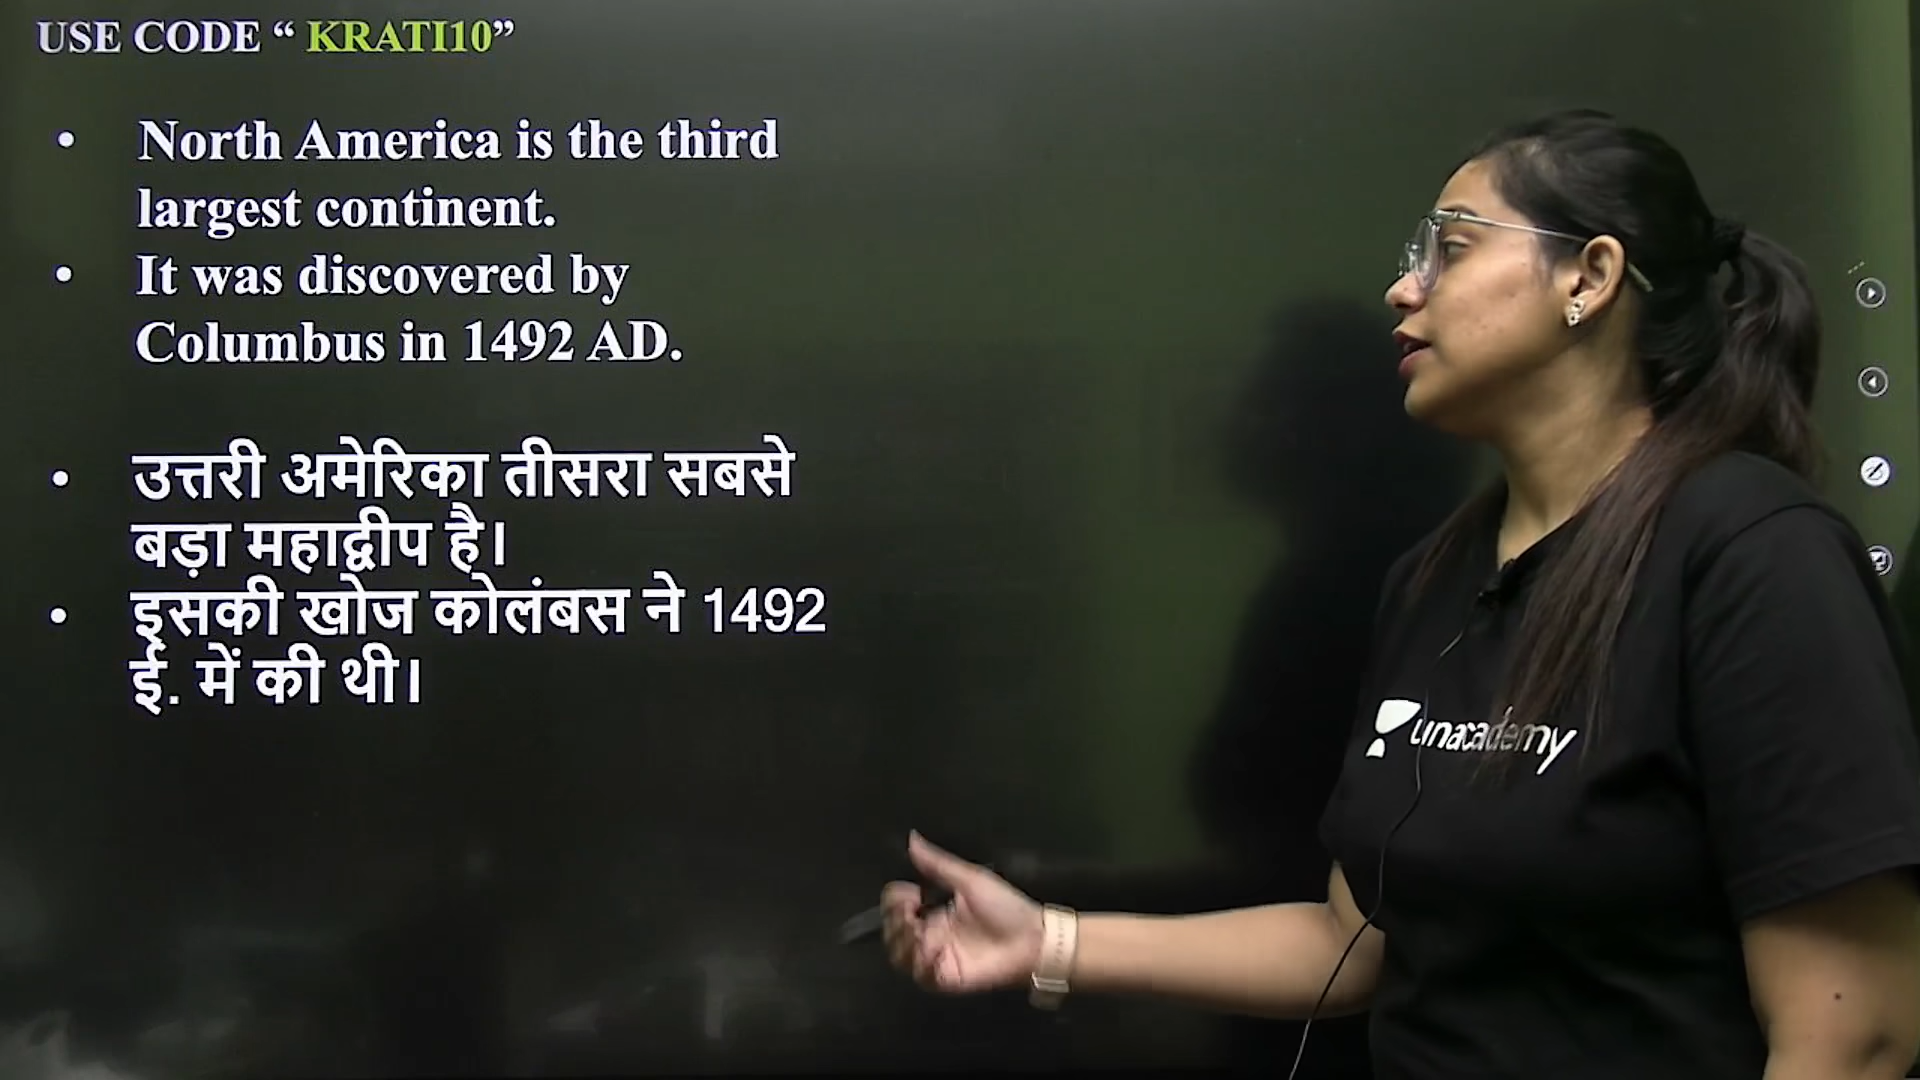 USE CODE “ KRATI10”
• North America is the third
largest continent.
• It was discovered by
Columbus in 1492 AD.
• उत्तरी अमेरिका तीसरा सबसे
बड़ा महाद्वीप है।
• इसकी खोज कोलंबस ने 1492
ई. में की थी।
unacademy